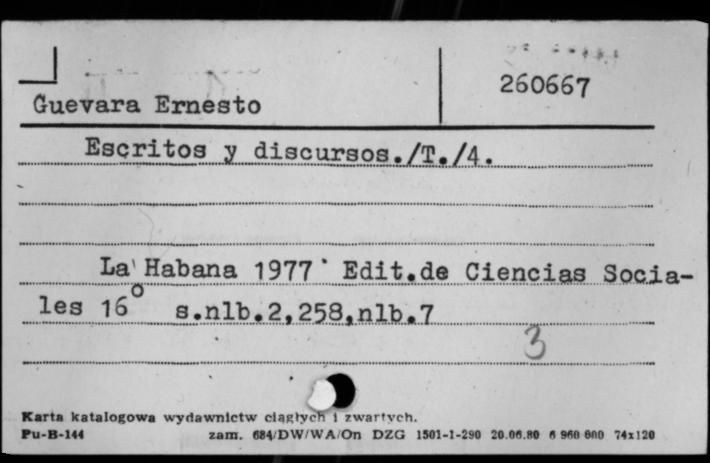 260667
Guevara Ernesto
Escritos y discursos./T./4.
La Habana 1977 Edit.de Ciencias Socia-
les 16° s.nlb.2,258,nlb.7
3
Karta katalogowa wydawnictw ciągłych i zwartych.
Pu-B-144 zam. 684/DW/WA/On DZG 1501-1-290 20.06.80 6 960 000 74x120